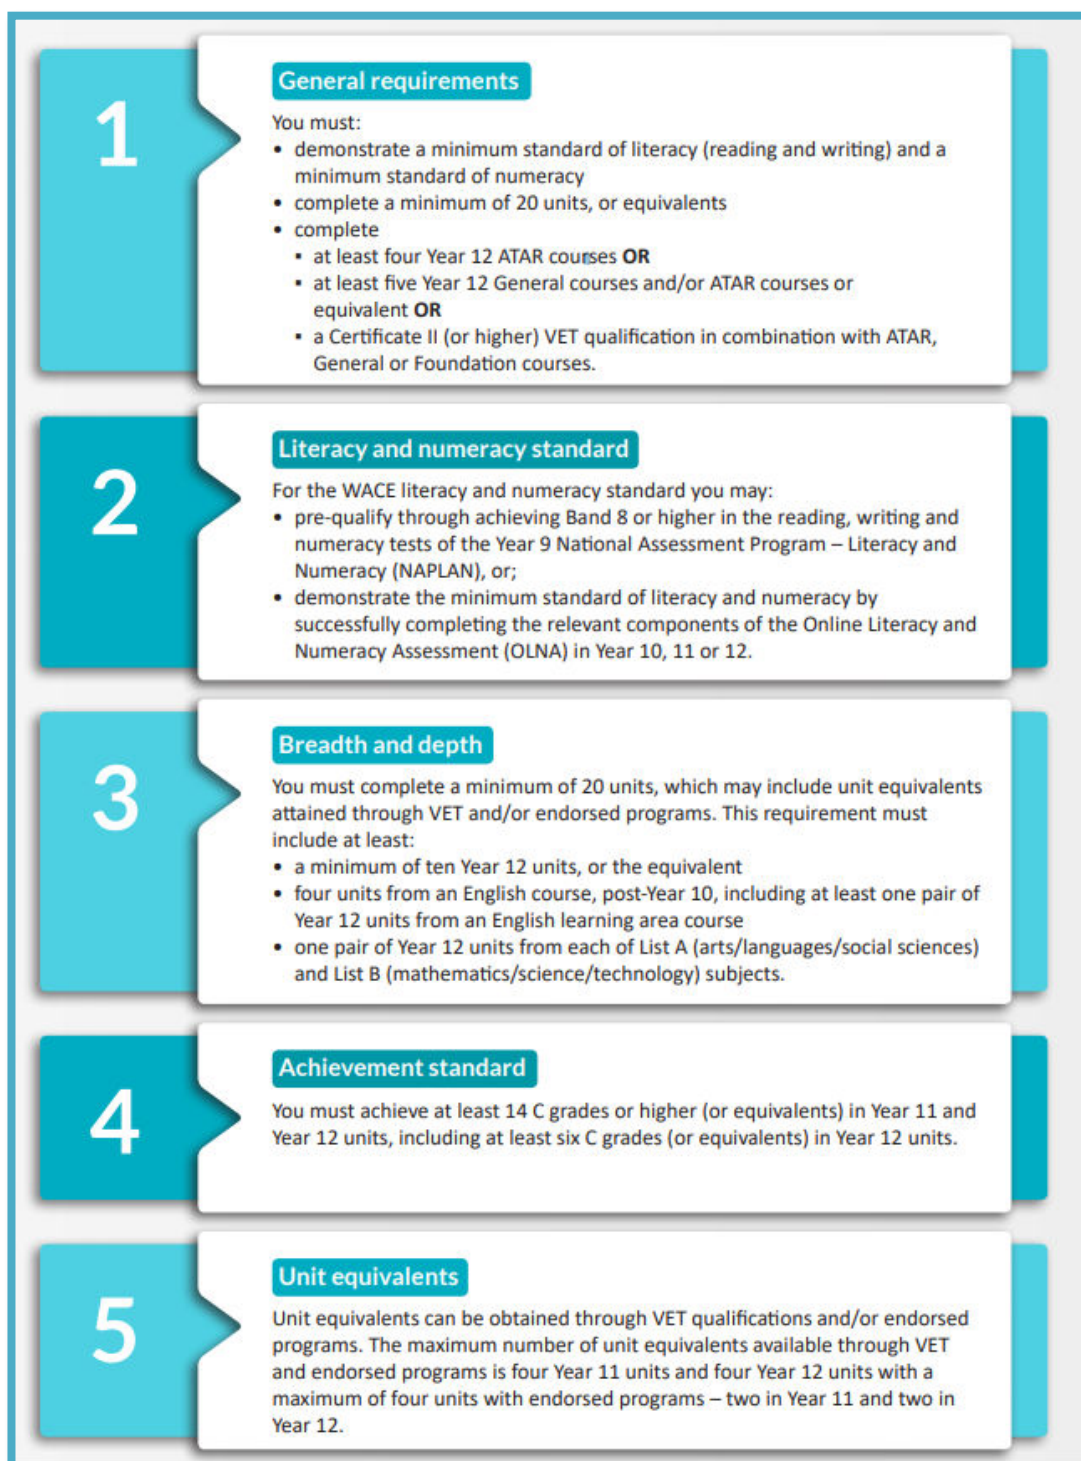 1
General requirements
You must:
• demonstrate a minimum standard of literacy (reading and writing) and a
minimum standard of numeracy
• complete a minimum of 20 units, or equivalents
• complete
▪ at least four Year 12 ATAR courses OR
▪ at least five Year 12 General courses and/or ATAR courses or
equivalent OR
▪ a Certificate II (or higher) VET qualification in combination with ATAR,
General or Foundation courses.
2
Literacy and numeracy standard
For the WACE literacy and numeracy standard you may:
• pre-qualify through achieving Band 8 or higher in the reading, writing and
numeracy tests of the Year 9 National Assessment Program – Literacy and
Numeracy (NAPLAN), or;
• demonstrate the minimum standard of literacy and numeracy by
successfully completing the relevant components of the Online Literacy and
Numeracy Assessment (OLNA) in Year 10, 11 or 12.
3
Breadth and depth
You must complete a minimum of 20 units, which may include unit equivalents
attained through VET and/or endorsed programs. This requirement must
include at least:
• a minimum of ten Year 12 units, or the equivalent
• four units from an English course, post-Year 10, including at least one pair of
Year 12 units from an English learning area course
• one pair of Year 12 units from each of List A (arts/languages/social sciences)
and List B (mathematics/science/technology) subjects.
4
Achievement standard
You must achieve at least 14 C grades or higher (or equivalents) in Year 11 and
Year 12 units, including at least six C grades (or equivalents) in Year 12 units.
5
Unit equivalents
Unit equivalents can be obtained through VET qualifications and/or endorsed
programs. The maximum number of unit equivalents available through VET
and endorsed programs is four Year 11 units and four Year 12 units with a
maximum of four units with endorsed programs – two in Year 11 and two in
Year 12.